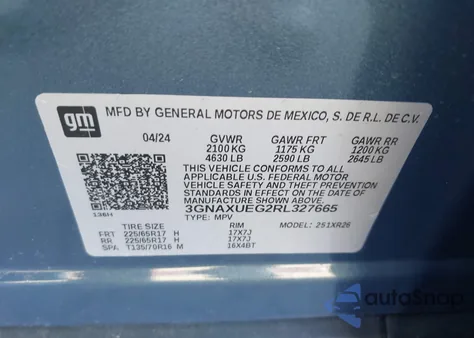 gm
MFD BY GENERAL MOTORS DE MEXICO, S. DE R.L. DE C.V.
04/24 GVWR GAWR FRT GAWR RR
2100 KG 1175 KG 1200 KG
4630 LB 2590 LB 2645 LB
THIS VEHICLE CONFORMS TO ALL
APPLICABLE U.S. FEDERAL MOTOR
VEHICLE SAFETY AND THEFT
PREVENTION STANDARDS IN EFFECT ON THE DATE OF
MANUFACTURE SHOWN ABOVE.
3GNAXUEG2RL327665
136H TYPE: MPV MODEL: 251XR26
TIRE SIZE RIM
FRT 225/65R17 H 17X7J
RR 225/65R17 H 17X7J
SPA T135/70R16 M 16X4BT
autoSnap